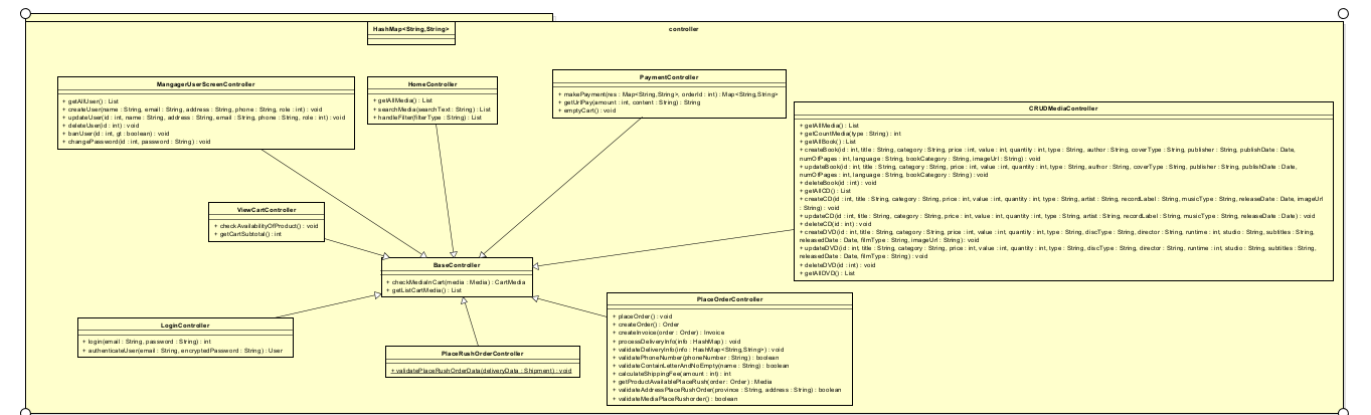 HashMap<String,String>
controller
MangagerUserScreenController
+ getAllUser() : List
+ createUser(name : String, email : String, address : String, phone : String, role : int) : void
+ updateUser(id : int, name : String, address : String, email : String, phone : String, role : int) : void
+ deleteUser(id : int) : void
+ banUser(id : int, gt : boolean) : void
+ changePassword(id : int, password : String) : void
HomeController
+ getAllMedia() : List
+ searchMedia(searchText : String) : List
+ handleFilter(filterType : String) : List
PaymentController
+ makePayment(res : Map<String,String>, orderId : int) : Map<String,String>
+ getUrlPay(amount : int, content : String) : String
+ emptyCart() : void
CRUDMediaController
+ getAllMedia() : List
+ getCountMedia(type : String) : int
+ getAllBook() : List
+ createBook(id : int, title : String, category : String, price : int, value : int, quantity : int, type : String, author : String, coverType : String, publisher : String, publishDate : Date,
numOfPages : int, language : String, bookCategory : String, imageUrl : String) : void
+ updateBook(id : int, title : String, category : String, price : int, value : int, quantity : int, type : String, author : String, coverType : String, publisher : String, publishDate : Date,
numOfPages : int, language : String, bookCategory : String) : void
+ deleteBook(id : int) : void
+ getAllCD() : List
+ createCD(id : int, title : String, category : String, price : int, value : int, quantity : int, type : String, artist : String, recordLabel : String, musicType : String, releaseDate : Date, imageUrl
: String) : void
+ updateCD(id : int, title : String, category : String, price : int, value : int, quantity : int, type : String, artist : String, recordLabel : String, musicType : String, releaseDate : Date) : void
+ deleteCD(id : int) : void
+ createDVD(id : int, title : String, category : String, price : int, value : int, quantity : int, type : String, discType : String, director : String, runtime : int, studio : String, subtitles : String,
releasedDate : Date, filmType : String, imageUrl : String) : void
+ updateDVD(id : int, title : String, category : String, price : int, value : int, quantity : int, type : String, discType : String, director : String, runtime : int, studio : String, subtitles : String,
releasedDate : Date, filmType : String) : void
+ deleteDVD(id : int) : void
+ getAllDVD() : List
ViewCartController
+ checkAvailabilityOfProduct() : void
+ getCartSubtotal() : int
BaseController
+ checkMediaInCart(media : Media) : CartMedia
+ getListCartMedia() : List
LoginController
+ login(email : String, password : String) : int
+ authenticateUser(email : String, encryptedPassword : String) : User
PlaceRushOrderController
+ validatePlaceRushOrderData(deliveryData : Shipment) : void
PlaceOrderController
+ placeOrder() : void
+ createOrder() : Order
+ createInvoice(order : Order) : Invoice
+ processDeliveryInfo(info : HashMap) : void
+ validateDeliveryInfo(info : HashMap<String,String>) : void
+ validatePhoneNumber(phoneNumber : String) : boolean
+ validateContainLetterAndNoEmpty(name : String) : boolean
+ calculateShippingFee(amount : int) : int
+ getProductAvailablePlaceRush(order : Order) : Media
+ validateAddressPlaceRushOrder(province : String, address : String) : boolean
+ validateMediaPlaceRushorder() : boolean